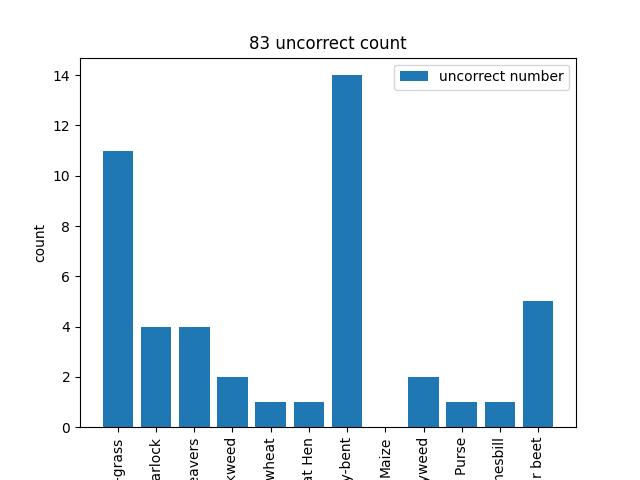 83 uncorrect count
uncorrect number
14
12
10
8
6
4
2
0
count
-grass
arlock
eavers
kweed
wheat
at Hen
y-bent
Maize
yweed
Purse
nesbill
r beet